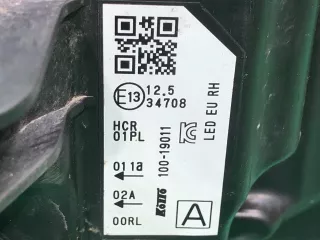 E13 12.5
34708
HCR
01PL
011a
02A
00RL
100-19011
Koito
LED EU RH
A